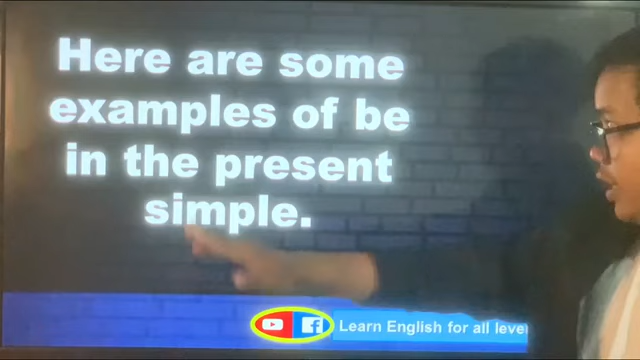 Here are some
examples of be
in the present
simple.
Learn English for all leve